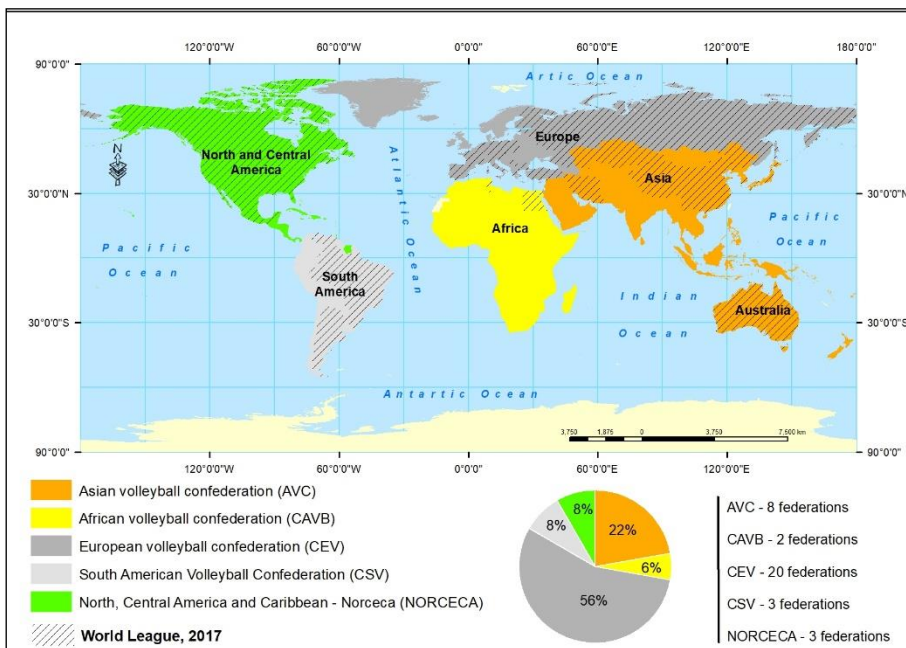 120°0'0"W 60°0'0"W 0°0'0" 60°0'0"E 120°0'0"E 180°0'0"
90°0'0" 90°0'0"
Artic Ocean
Europe
N
North and Central
America
Atlantic Ocean
Asia
30°0'0"N 30°0'0"N
Africa
Pacific
Ocean
Pacific
Ocean
South
America
Indian
Ocean
Australia
30°0'0"S 30°0'0"S
Antartic Ocean
3,750 1,875 0 3,750 7,500 km
90°0'0" 90°0'0"
120°0'0"W 60°0'0"W 0°0'0" 60°0'0"E 120°0'0"E
Asian volleyball confederation (AVC)
African volleyball confederation (CAVB)
European volleyball confederation (CEV)
South American Volleyball Confederation (CSV)
North, Central America and Caribbean - Norceca (NORCECA)
World League, 2017
8%
22%
8%
6%
56%
AVC - 8 federations
CAVB - 2 federations
CEV - 20 federations
CSV - 3 federations
NORCECA - 3 federations